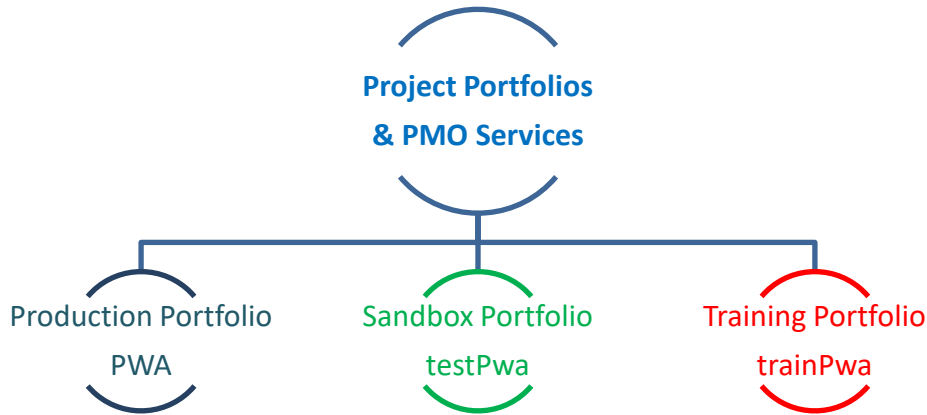 Project Portfolios
& PMO Services
Production Portfolio
PWA
Sandbox Portfolio
testPwa
Training Portfolio
trainPwa